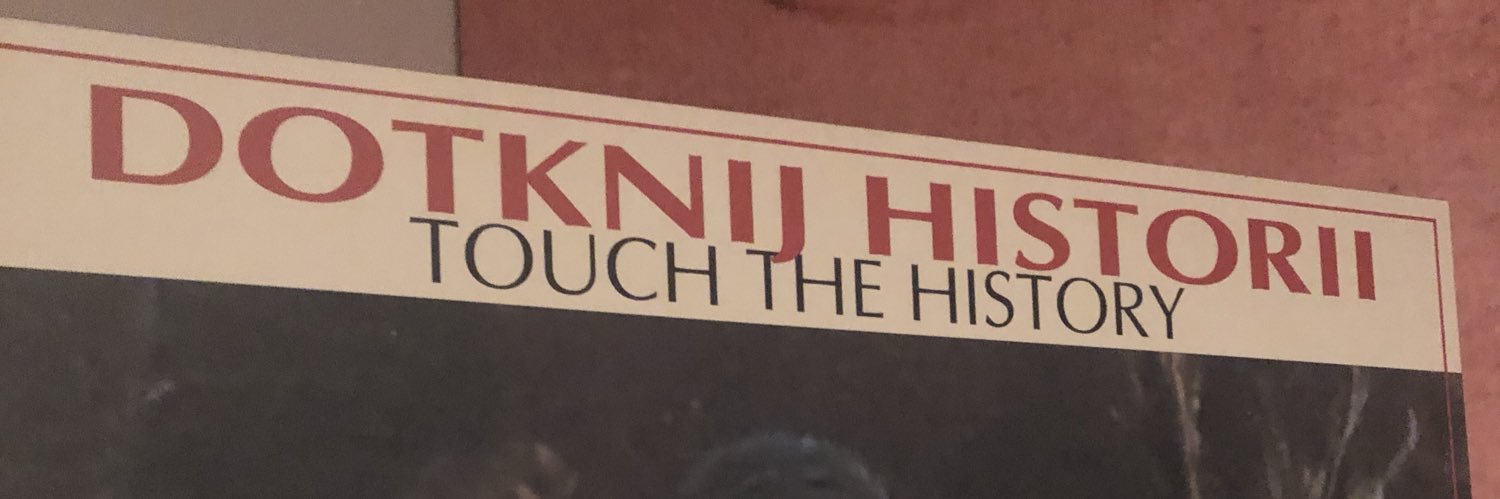 DOTKNIJ HISTORII
TOUCH THE HISTORY